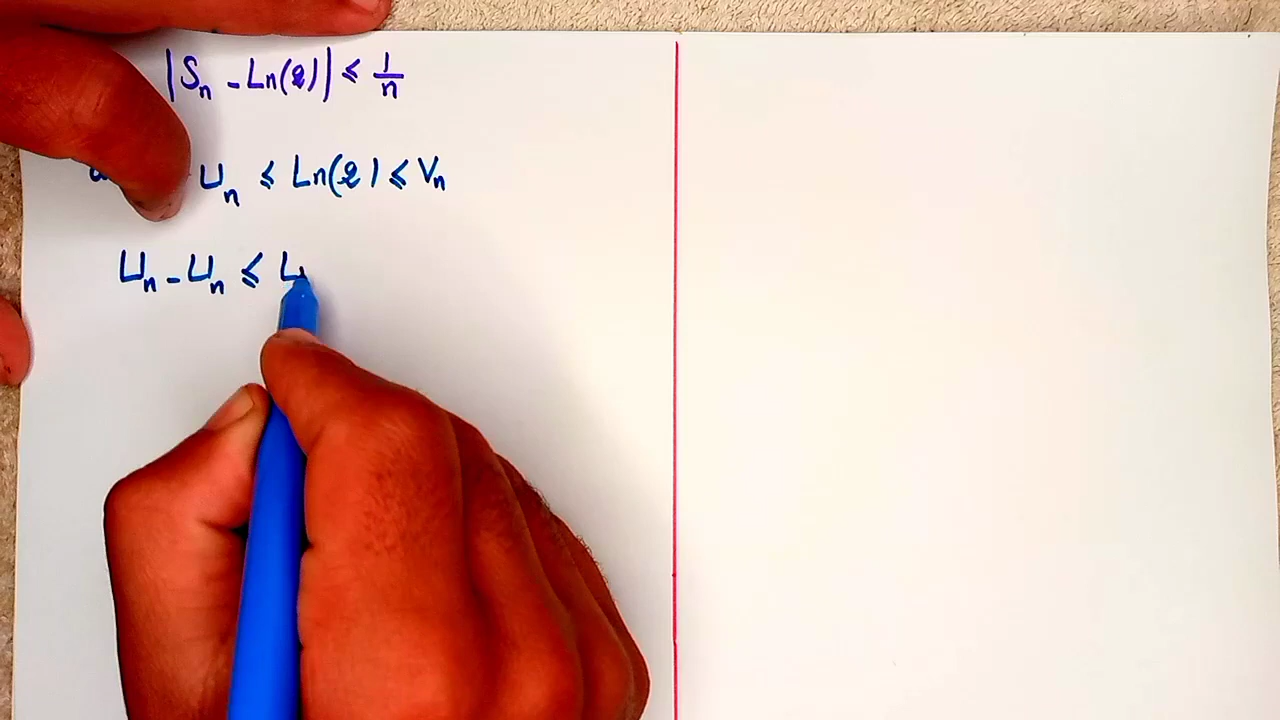 |Sn - Ln(2)| ≤ 1/n
Un ≤ Ln(2) ≤ Vn
Un - Un ≤ L